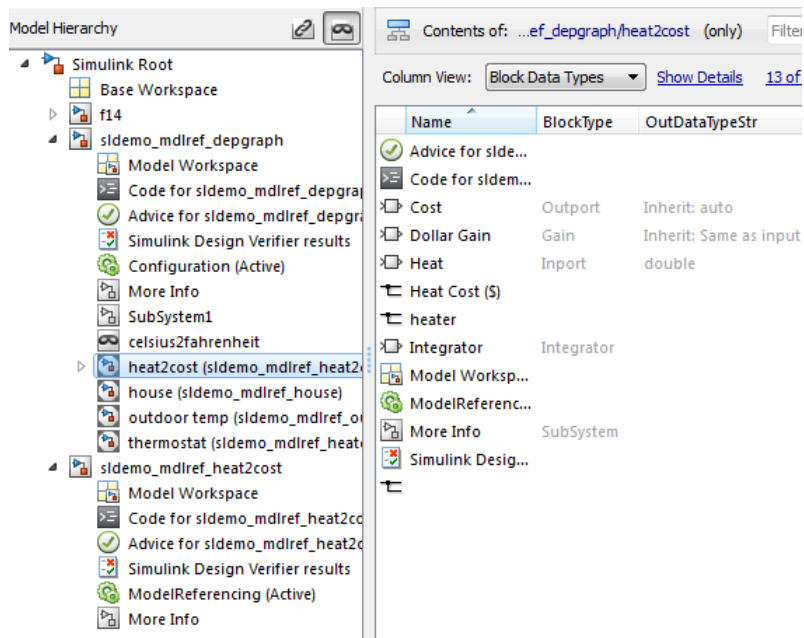 Model Hierarchy
Simulink Root
Base Workspace
f14
sldemo_mdlref_depgraph
Model Workspace
Code for sldemo_mdlref_depgra
Advice for sldemo_mdlref_depgra
Simulink Design Verifier results
Configuration (Active)
More Info
SubSystem1
celsius2fahrenheit
heat2cost (sldemo_mdlref_heat2
house (sldemo_mdlref_house)
outdoor temp (sldemo_mdlref_ou
thermostat (sldemo_mdlref_heate
sldemo_mdlref_heat2cost
Model Workspace
Code for sldemo_mdlref_heat2co
Advice for sldemo_mdlref_heat2c
Simulink Design Verifier results
ModelReferencing (Active)
More Info
Contents of: ...ef_depgraph/heat2cost (only) Filter
Column View: Block Data Types Show Details 13 of
Name BlockType OutDataTypeStr
Advice for slde...
Code for sldem...
Cost Outport Inherit: auto
Dollar Gain Gain Inherit: Same as input
Heat Inport double
Heat Cost ($)
heater
Integrator Integrator
Model Worksp...
ModelReferenc...
More Info SubSystem
Simulink Desig...